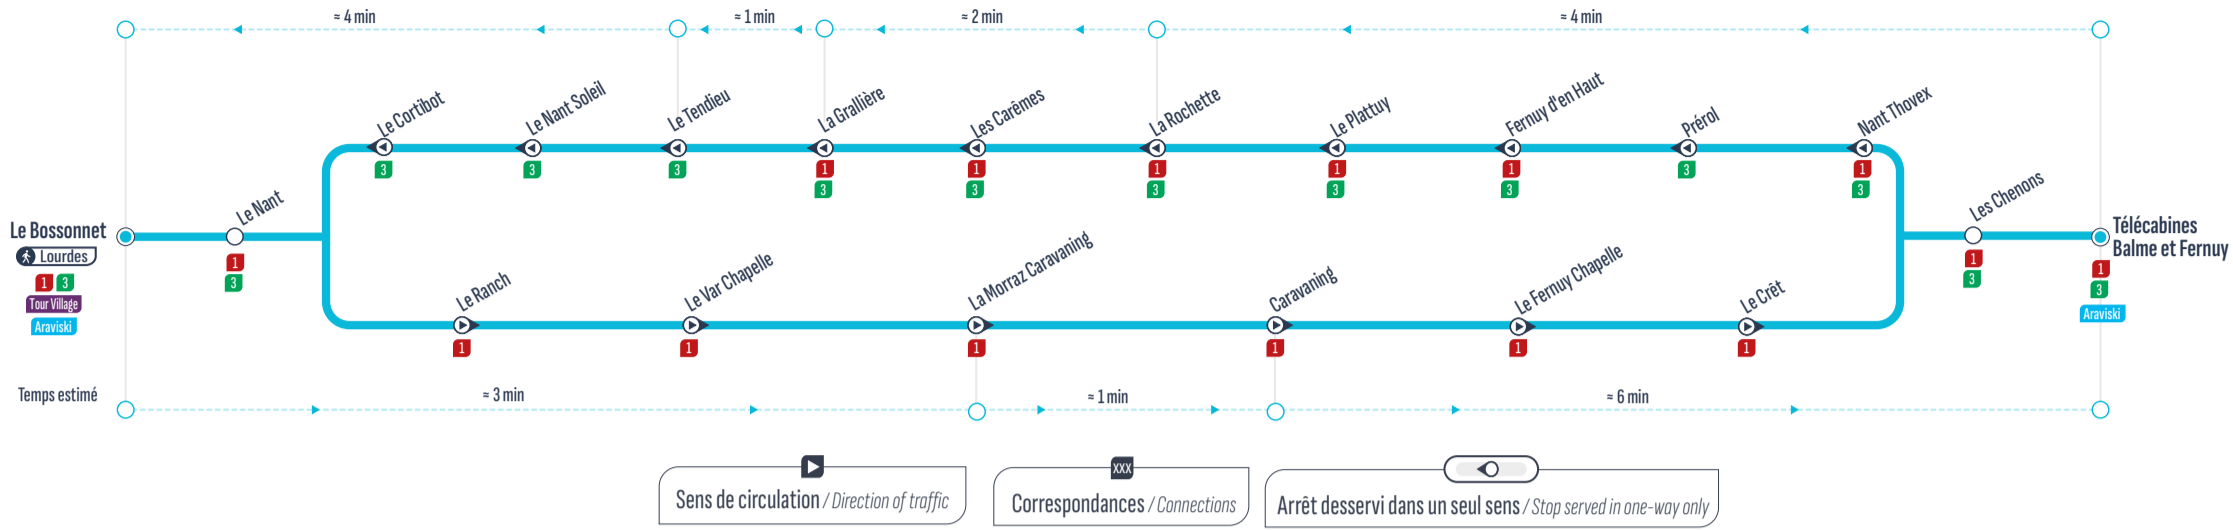 ≈ 4 min
≈ 1 min
≈ 2 min
≈ 4 min
Le Cortibot
3
Le Nant Soleil
3
Le Tendieu
3
La Grallière
1
3
Les Carêmes
1
3
La Rochette
1
3
Le Plattuy
1
3
Fernuy d'en Haut
1
3
Prérol
3
Nant Thovex
1
3
Le Bossonnet
Lourdes
1 3
Tour Village
Araviski
Le Nant
1
3
Les Chenons
1
3
Télécabines
Balme et Fernuy
1
3
Araviski
Le Ranch
1
Le Var Chapelle
1
La Morraz Caravaning
1
Caravaning
1
Le Fernuy Chapelle
1
Le Crêt
1
Temps estimé
≈ 3 min
≈ 1 min
≈ 6 min
Sens de circulation / Direction of traffic
XXX
Correspondances / Connections
Arrêt desservi dans un seul sens / Stop served in one-way only